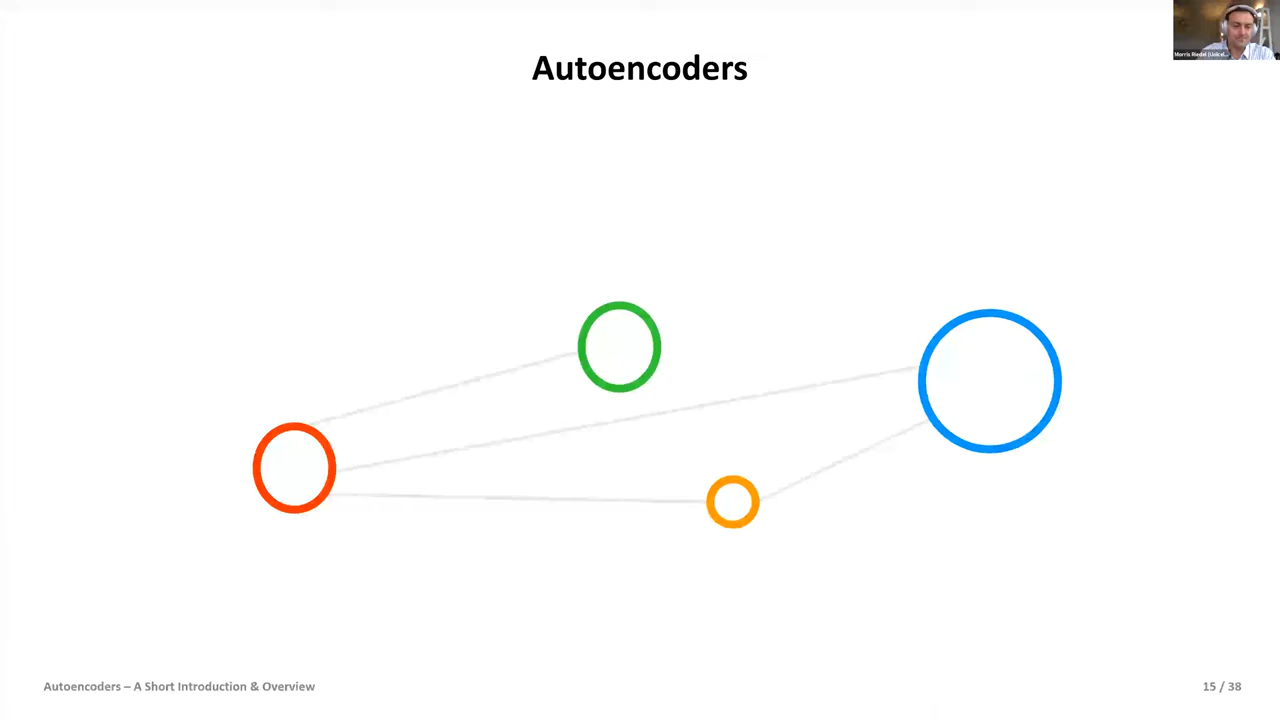 Autoencoders
Autoencoders – A Short Introduction & Overview
15 / 38